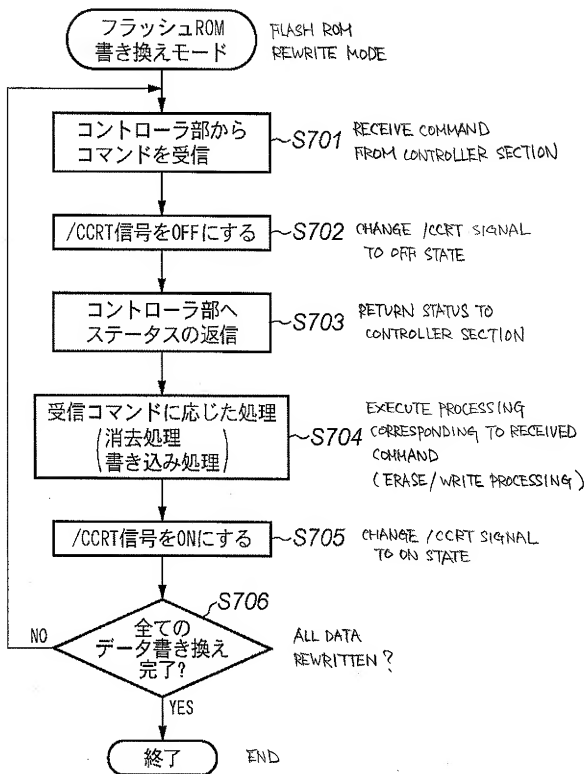 フラッシュROM
書き換えモード
FLASH ROM
REWRITE MODE
コントローラ部から
コマンドを受信
S701
RECEIVE COMMAND
FROM CONTROLLER SECTION
/CCRT信号をOFFにする
S702
CHANGE /CCRT SIGNAL
TO OFF STATE
コントローラ部へ
ステータスの返信
S703
RETURN STATUS TO
CONTROLLER SECTION
受信コマンドに応じた処理
(消去処理
書き込み処理)
S704
EXECUTE PROCESSING
CORRESPONDING TO RECEIVED
COMMAND
(ERASE/WRITE PROCESSING)
/CCRT信号をONにする
S705
CHANGE /CCRT SIGNAL
TO ON STATE
S706
全ての
データ書き換え
完了?
NO
ALL DATA
REWRITTEN?
YES
終了
END